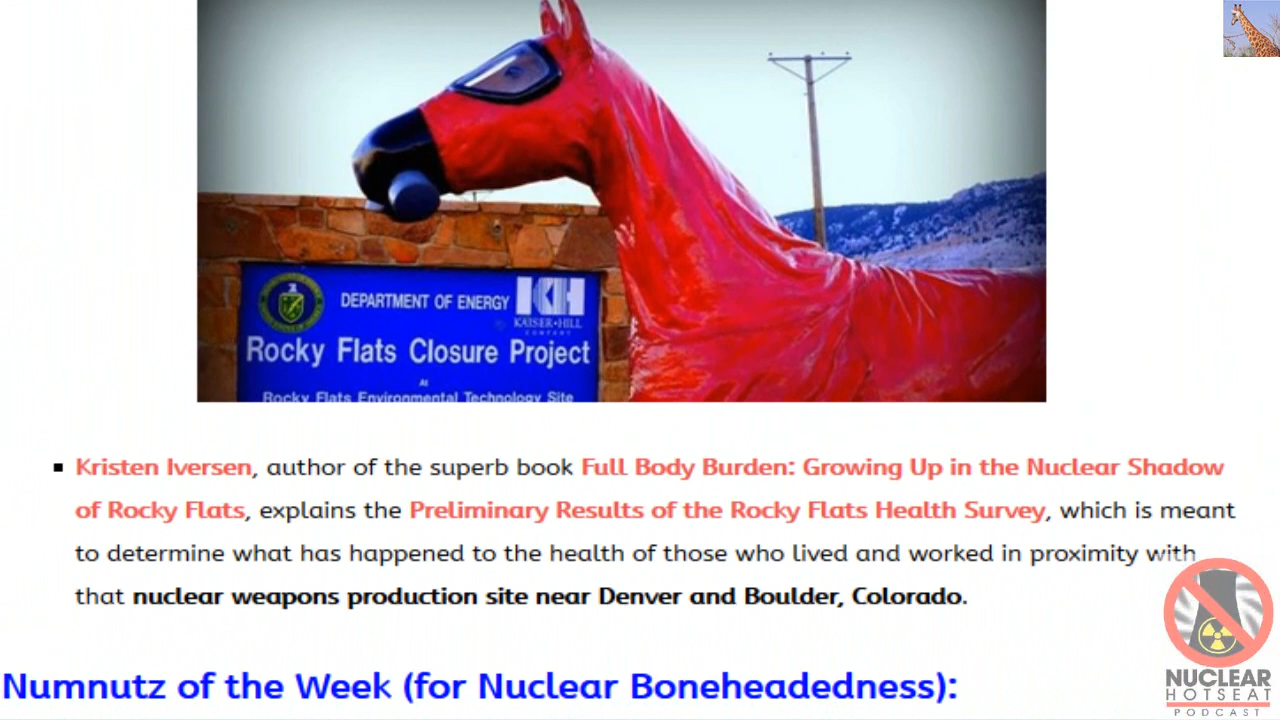 DEPARTMENT OF ENERGY
KH
KAISER•HILL
COMPANY
Rocky Flats Closure Project
At
Rocky Flats Environmental Technology Site
Kristen Iversen, author of the superb book Full Body Burden: Growing Up in the Nuclear Shadow
of Rocky Flats, explains the Preliminary Results of the Rocky Flats Health Survey, which is meant
to determine what has happened to the health of those who lived and worked in proximity with
that nuclear weapons production site near Denver and Boulder, Colorado.
Numnutz of the Week (for Nuclear Boneheadedness):
NUCLEAR
HOTSEAT
PODCAST